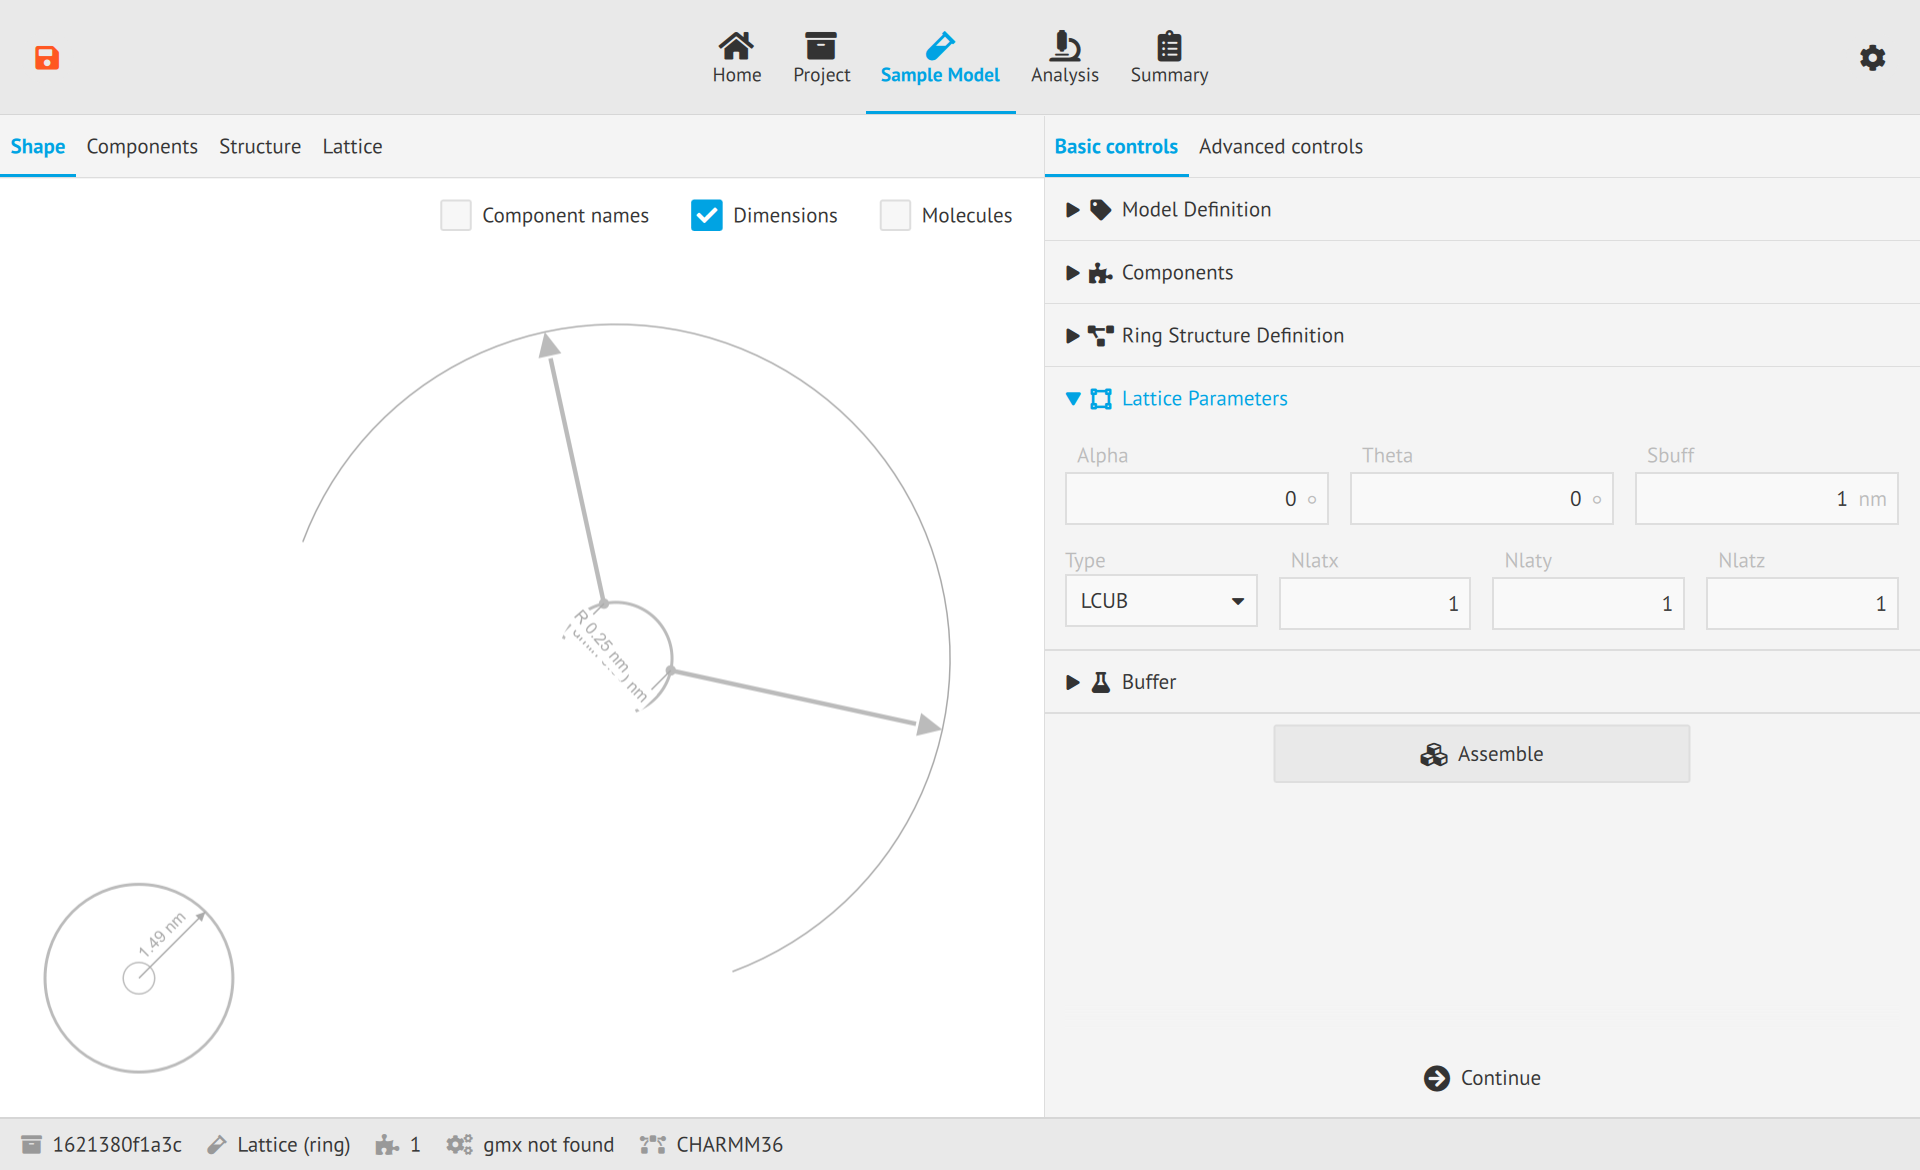 Home Project Sample Model Analysis Summary
Shape Components Structure Lattice
Basic controls Advanced controls
Component names Dimensions Molecules
Model Definition
Components
Ring Structure Definition
Lattice Parameters
Alpha Theta Sbuff
0 ° 0 ° 1 nm
Type Nlatx Nlaty Nlatz
LCUB 1 1 1
Buffer
Assemble
Continue
R 0.25 nm
nm
1.49 nm
1621380f1a3c Lattice (ring) 1 gmx not found CHARMM36